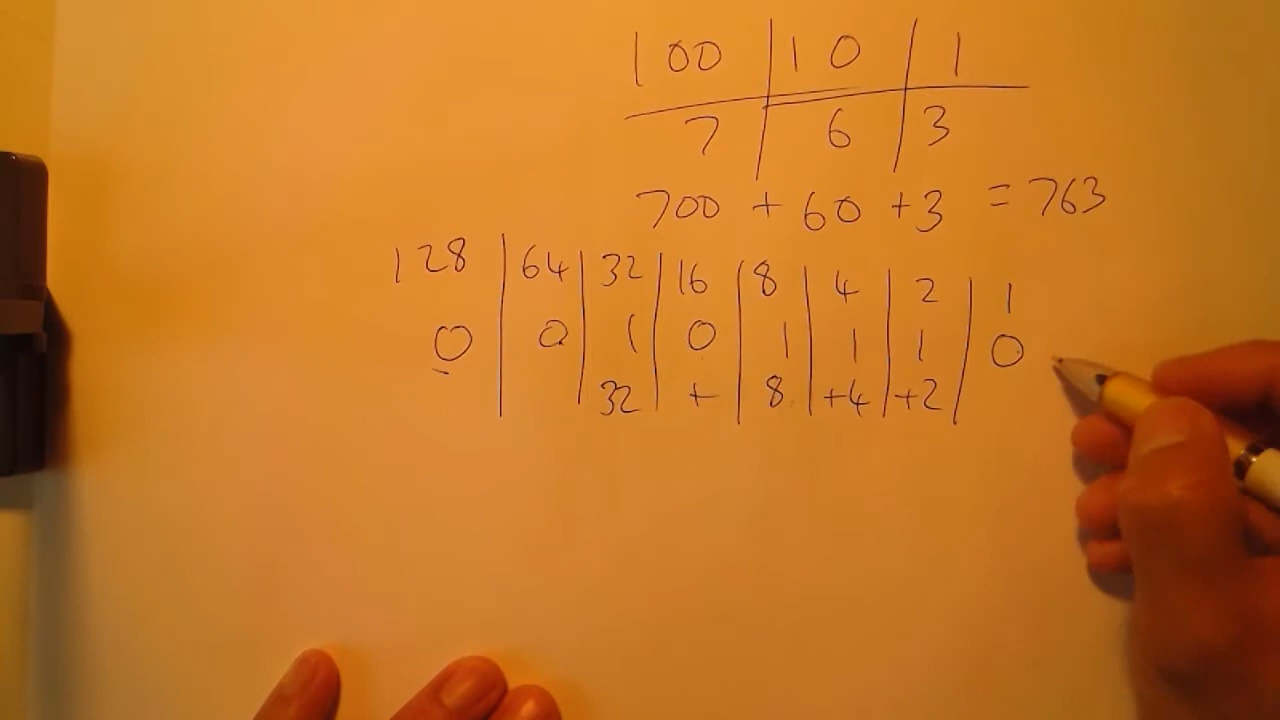 100 | 10 | 1
7 | 6 | 3
700 + 60 + 3 = 763
128 | 64 | 32 | 16 | 8 | 4 | 2 | 1
0 | 0 | 1 | 0 | 1 | 1 | 1 | 0
32 + 8 +4 +2